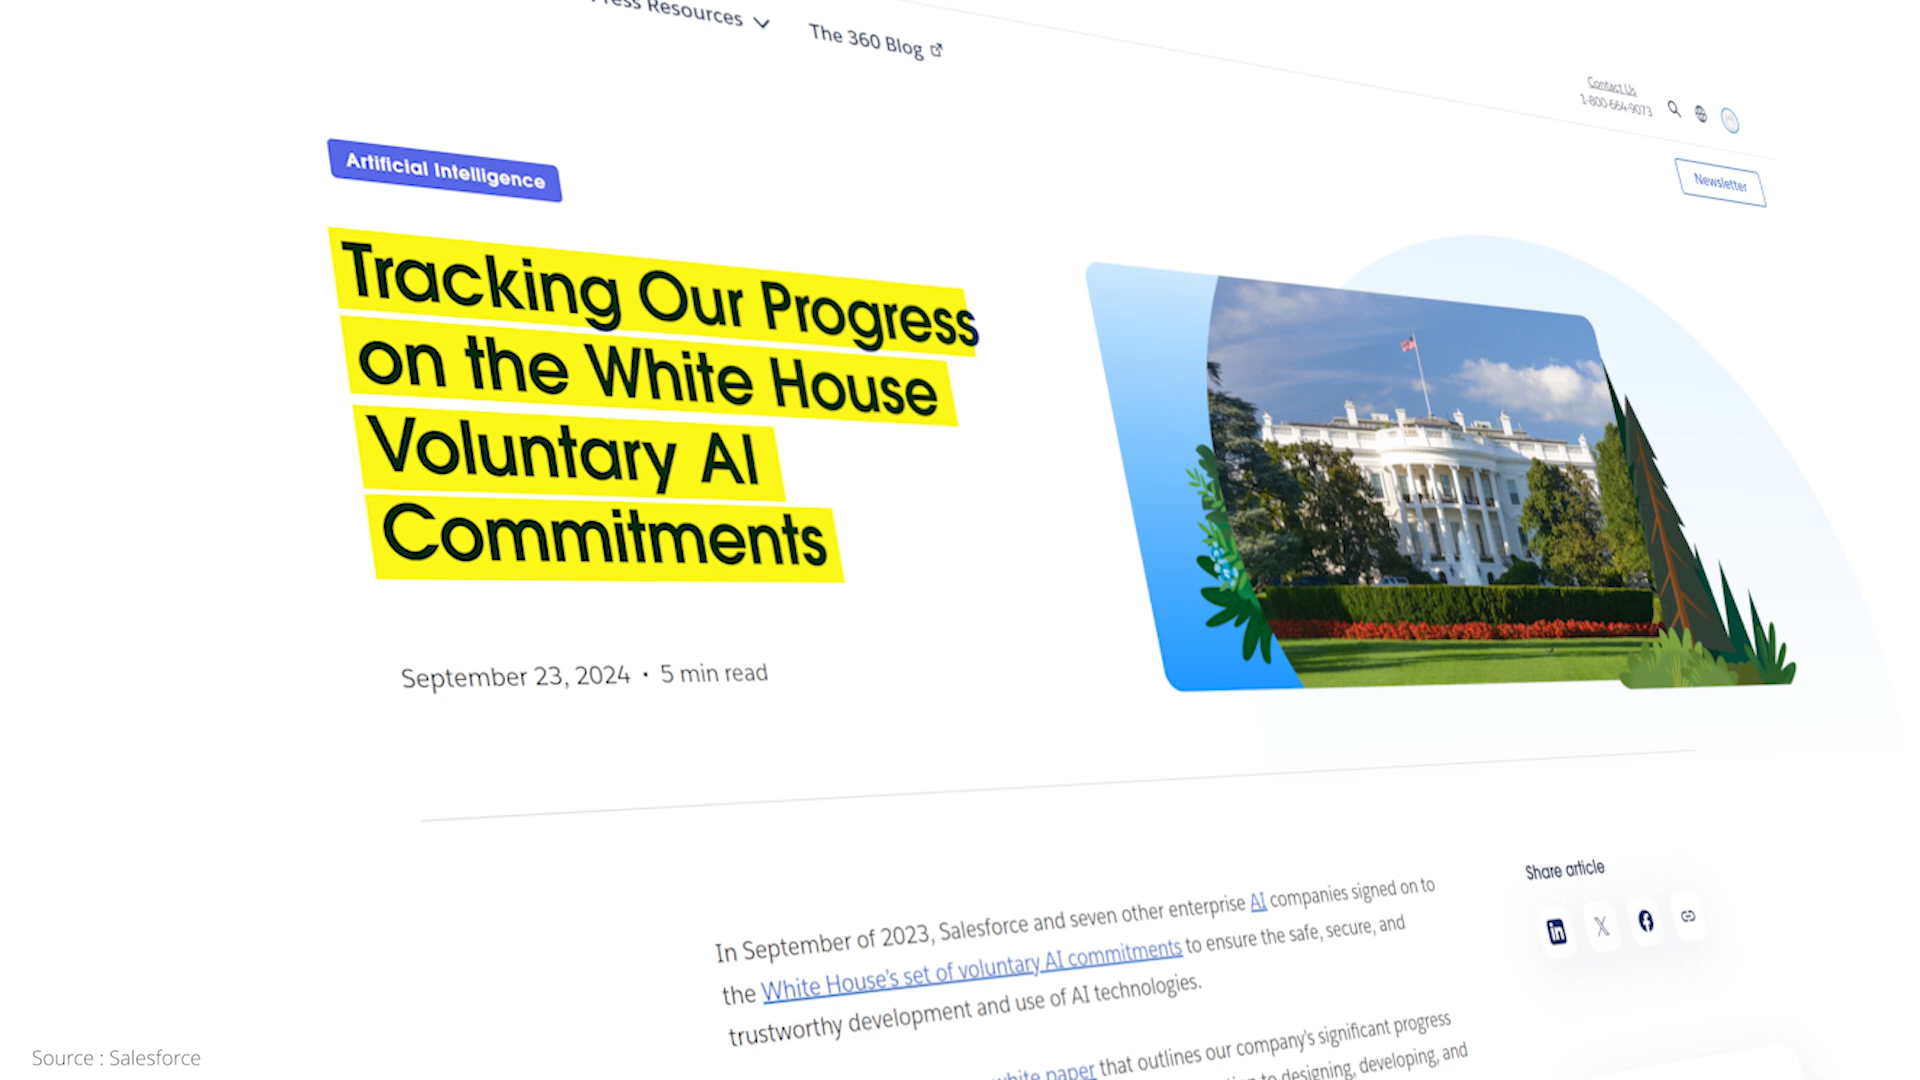 Press Resources
The 360 Blog
Contact Us
1-800-664-9073
Newsletter
Artificial Intelligence
Tracking Our Progress
on the White House
Voluntary AI
Commitments
September 23, 2024 • 5 min read
Share article
In September of 2023, Salesforce and seven other enterprise AI companies signed on to
the White House's set of voluntary AI commitments to ensure the safe, secure, and
trustworthy development and use of AI technologies.
white paper that outlines our company's significant progress
to designing, developing, and
Source : Salesforce